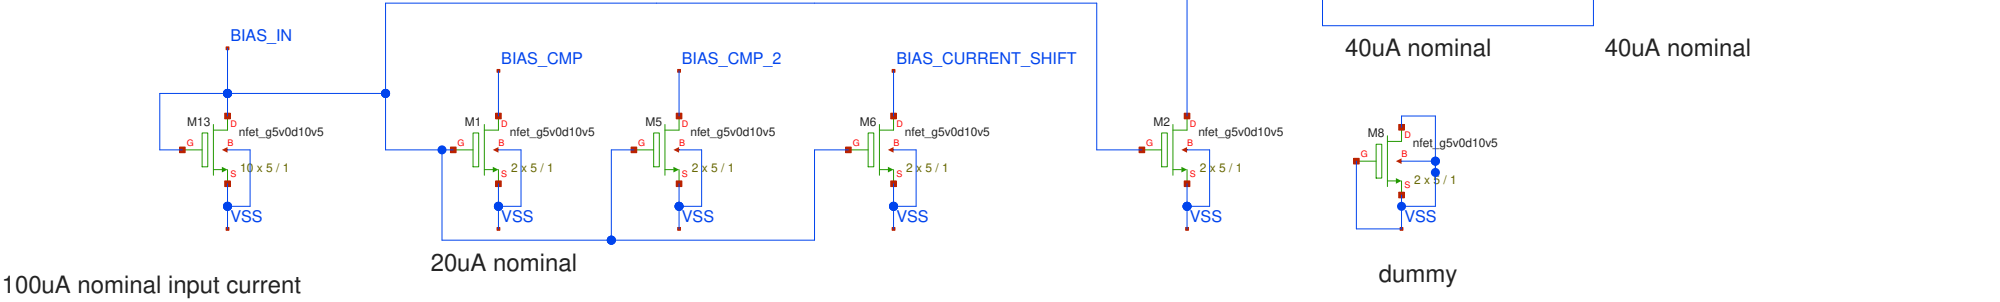 BIAS_IN
BIAS_CMP
BIAS_CMP_2
BIAS_CURRENT_SHIFT
40uA nominal
40uA nominal
M13
D
nfet_g5v0d10v5
G
B
10 x 5 / 1
S
VSS
M1
D
nfet_g5v0d10v5
G
B
2 x 5 / 1
S
VSS
M5
D
nfet_g5v0d10v5
G
B
2 x 5 / 1
S
VSS
M6
D
nfet_g5v0d10v5
G
B
2 x 5 / 1
S
VSS
M2
D
nfet_g5v0d10v5
G
B
2 x 5 / 1
S
VSS
M8
D
nfet_g5v0d10v5
G
B
2 x 5 / 1
S
VSS
20uA nominal
dummy
100uA nominal input current